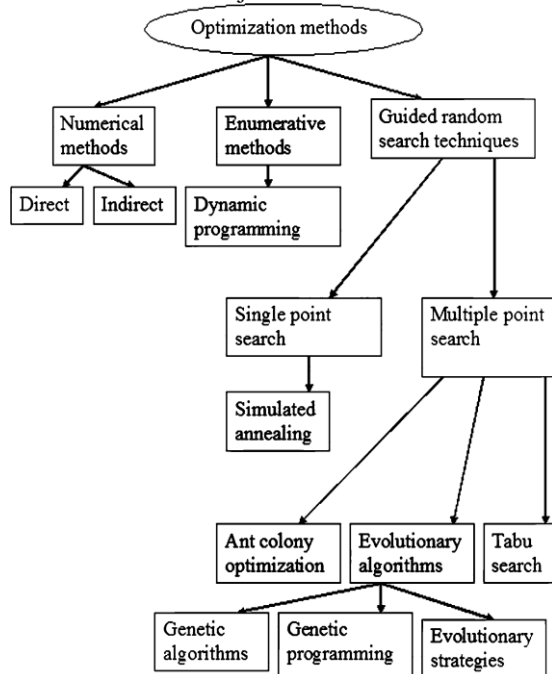 Optimization methods
Numerical
methods
Enumerative
methods
Guided random
search techniques
Direct
Indirect
Dynamic
programming
Single point
search
Multiple point
search
Simulated
annealing
Ant colony
optimization
Evolutionary
algorithms
Tabu
search
Genetic
algorithms
Genetic
programming
Evolutionary
strategies